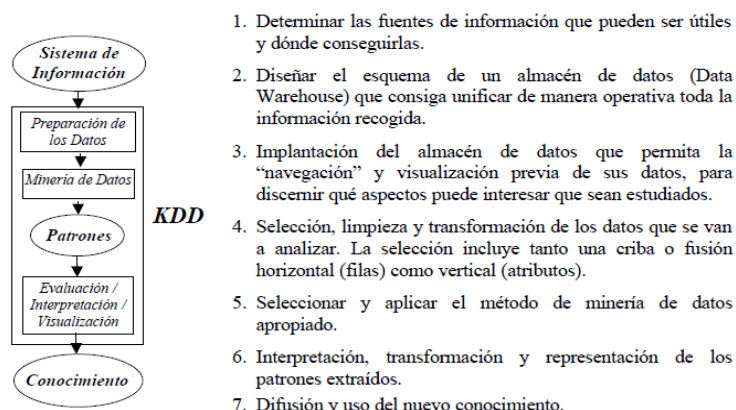 Sistema de
Información
Preparación de
los Datos
Minería de Datos
Patrones
Evaluación /
Interpretación /
Visualización
Conocimiento
KDD
1. Determinar las fuentes de información que pueden ser útiles
y dónde conseguirlas.
2. Diseñar el esquema de un almacén de datos (Data
Warehouse) que consiga unificar de manera operativa toda la
información recogida.
3. Implantación del almacén de datos que permita la
“navegación” y visualización previa de sus datos, para
discernir qué aspectos puede interesar que sean estudiados.
4. Selección, limpieza y transformación de los datos que se van
a analizar. La selección incluye tanto una criba o fusión
horizontal (filas) como vertical (atributos).
5. Seleccionar y aplicar el método de minería de datos
apropiado.
6. Interpretación, transformación y representación de los
patrones extraídos.
7. Difusión y uso del nuevo conocimiento.